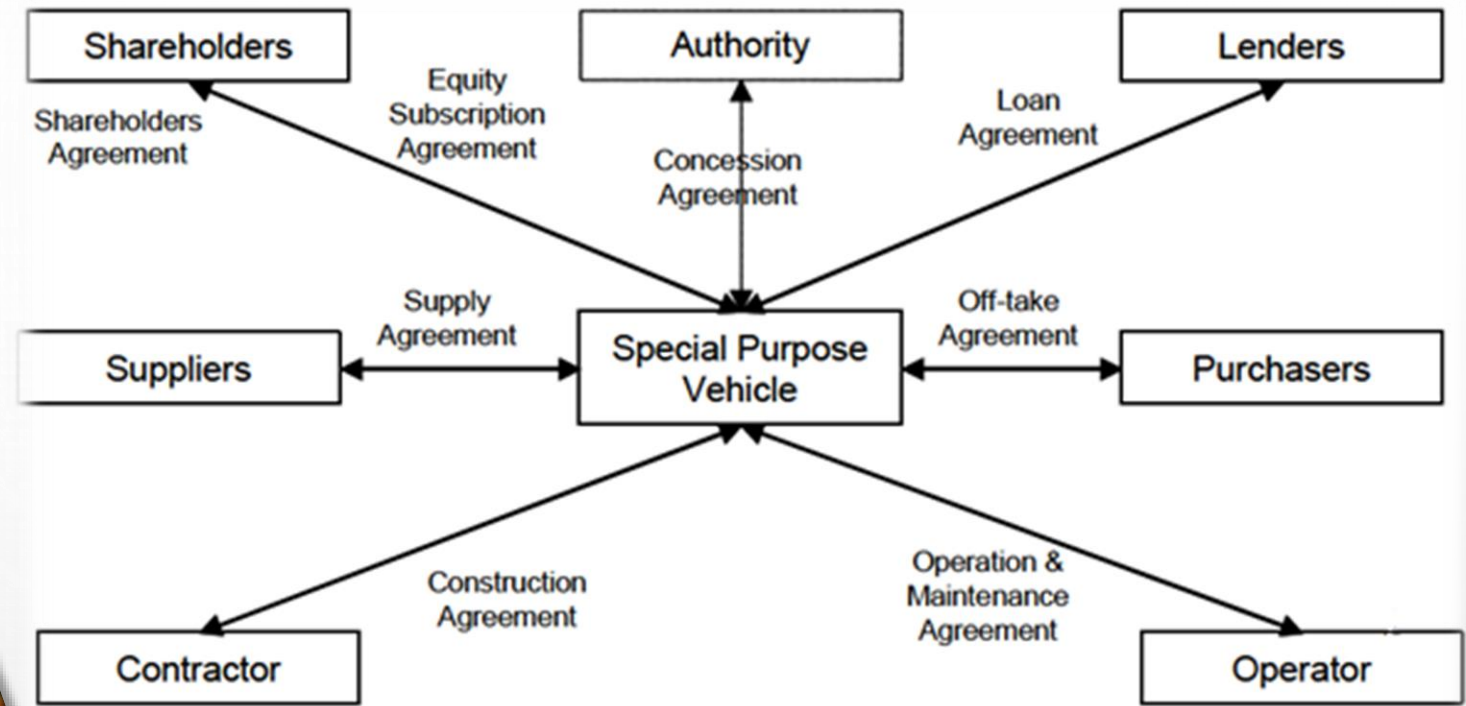 Shareholders
Authority
Lenders
Equity
Subscription
Agreement
Shareholders
Agreement
Concession
Agreement
Loan
Agreement
Supply
Agreement
Off-take
Agreement
Suppliers
Special Purpose
Vehicle
Purchasers
Construction
Agreement
Operation &
Maintenance
Agreement
Contractor
Operator